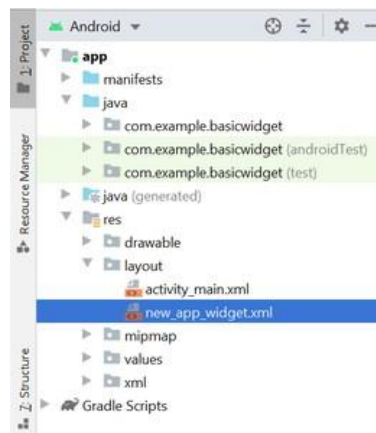 1: Project
Resource Manager
Z: Structure
Android
app
manifests
java
com.example.basicwidget
com.example.basicwidget (androidTest)
com.example.basicwidget (test)
java (generated)
res
drawable
layout
activity_main.xml
new_app_widget.xml
mipmap
values
xml
Gradle Scripts